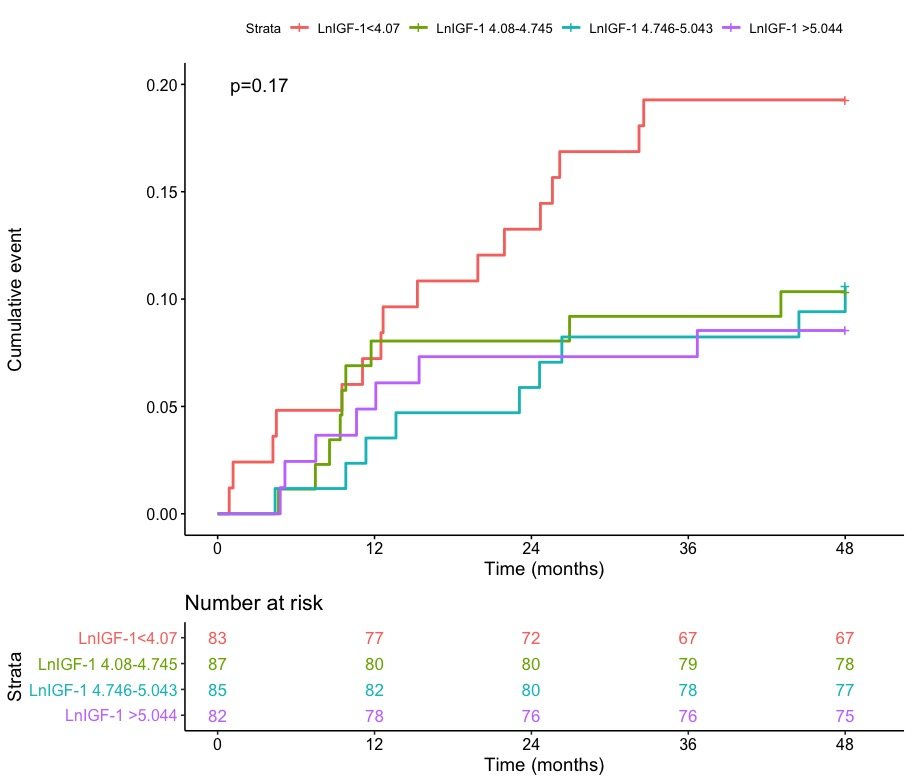 Strata LnIGF-1<4.07 LnIGF-1 4.08-4.745 LnIGF-1 4.746-5.043 LnIGF-1 >5.044
p=0.17
Cumulative event
0.20
0.15
0.10
0.05
0.00
0 12 24 36 48
Time (months)
Number at risk
Strata
LnIGF-1<4.07 83 77 72 67 67
LnIGF-1 4.08-4.745 87 80 80 79 78
LnIGF-1 4.746-5.043 85 82 80 78 77
LnIGF-1 >5.044 82 78 76 76 75
0 12 24 36 48
Time (months)